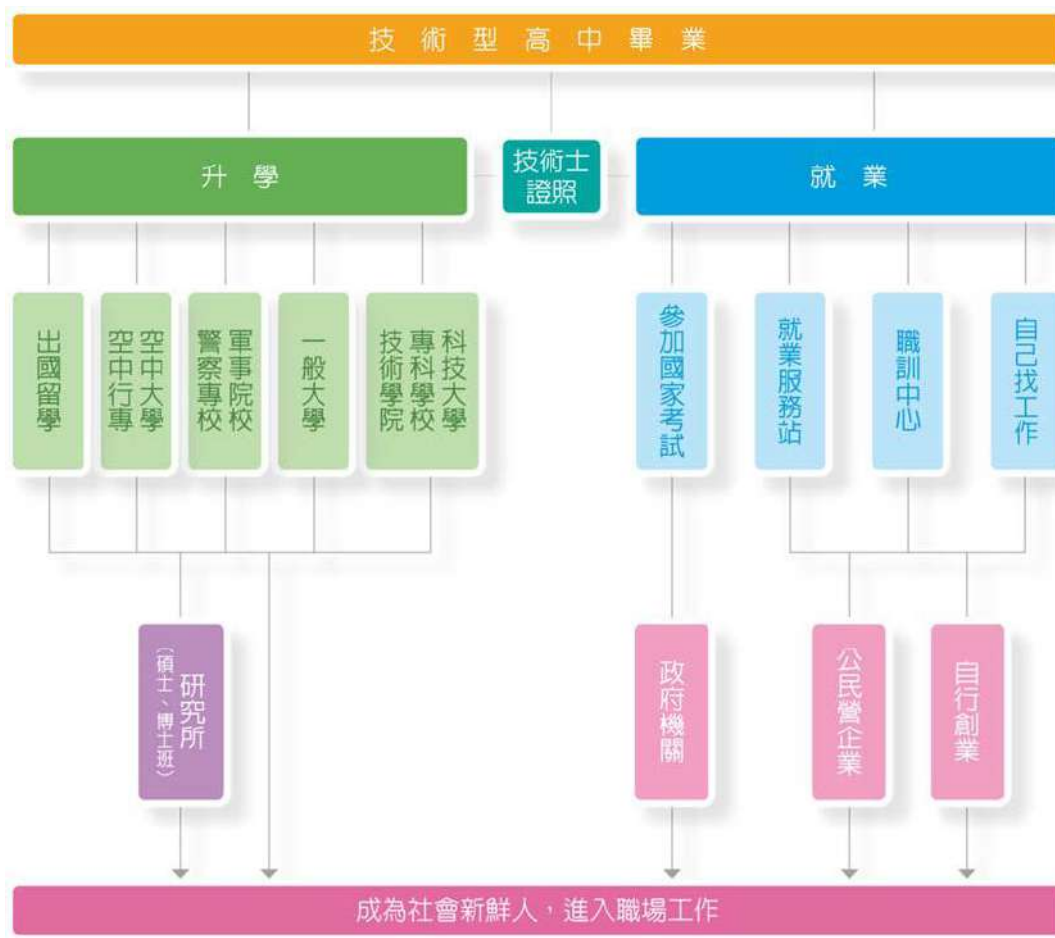 技術型高中畢業
升學
技術士
證照
就業
出國留學
空中大學
空中行專
軍事院校
警察專校
一般大學
科技大學
專科學校
技術學院
參加國家考試
就業服務站
職訓中心
自己找工作
研究所
（碩士、博士班）
政府機關
公民營企業
自行創業
成為社會新鮮人，進入職場工作